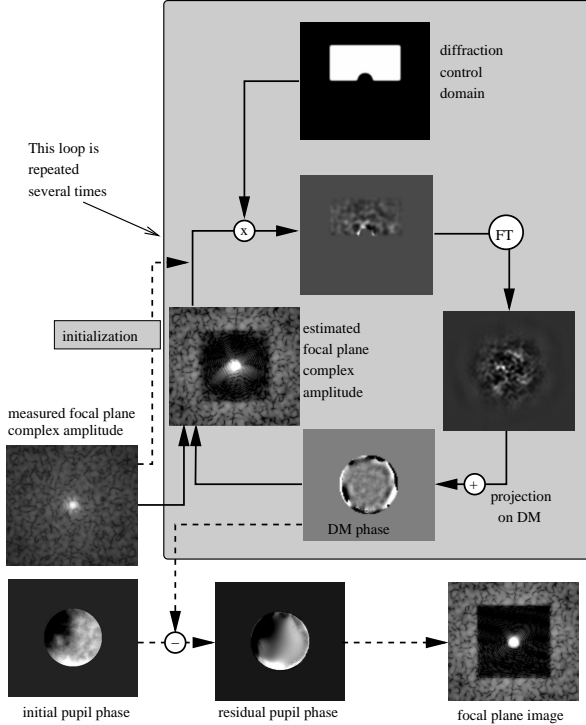 diffraction
control
domain
This loop is
repeated
several times
x
FT
initialization
estimated
focal plane
complex
amplitude
measured focal plane
complex amplitude
+
projection
on DM
DM phase
−
initial pupil phase
residual pupil phase
focal plane image